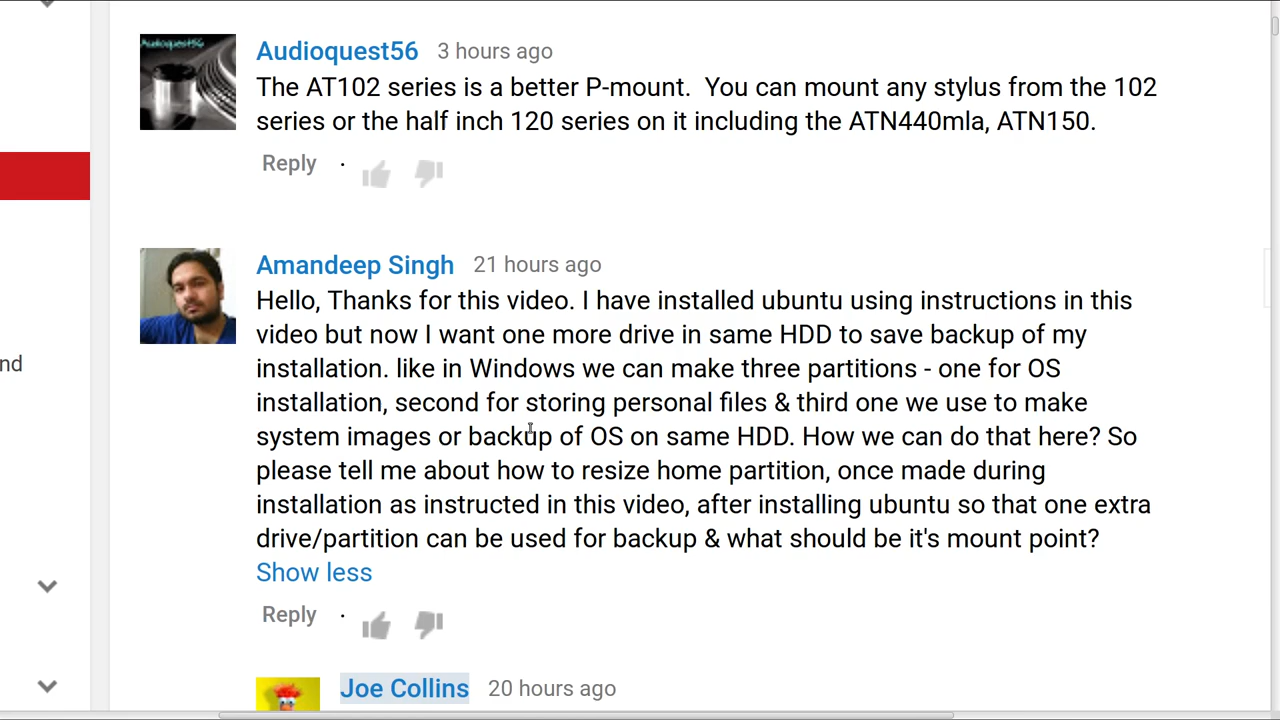 Audioquest56 3 hours ago
The AT102 series is a better P-mount. You can mount any stylus from the 102
series or the half inch 120 series on it including the ATN440mla, ATN150.
Reply ·
Amandeep Singh 21 hours ago
Hello, Thanks for this video. I have installed ubuntu using instructions in this
video but now I want one more drive in same HDD to save backup of my
installation. like in Windows we can make three partitions - one for OS
nd
installation, second for storing personal files & third one we use to make
system images or backup of OS on same HDD. How we can do that here? So
please tell me about how to resize home partition, once made during
installation as instructed in this video, after installing ubuntu so that one extra
drive/partition can be used for backup & what should be it's mount point?
Show less
Reply ·
Joe Collins 20 hours ago